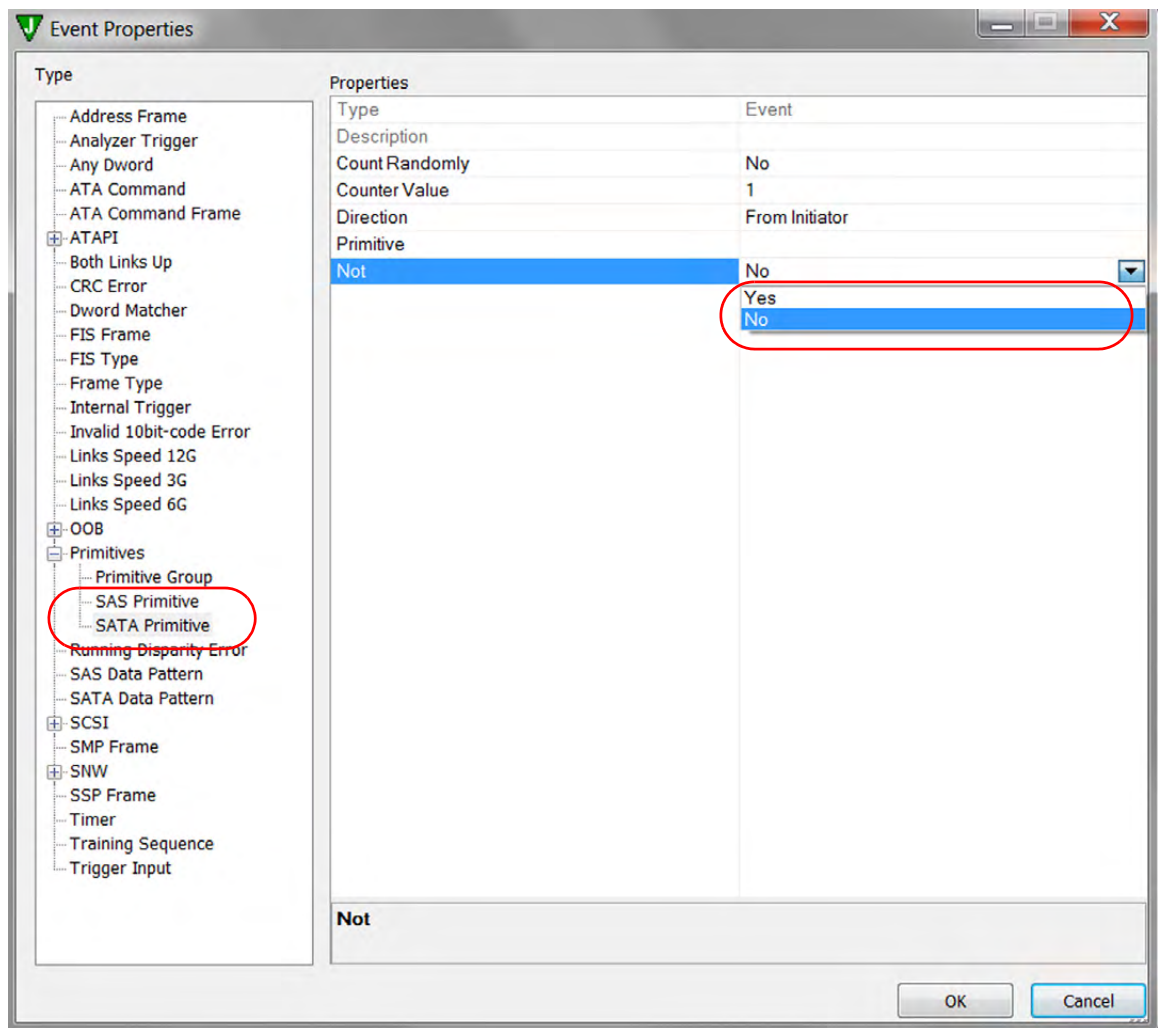 Event Properties
Type
Address Frame
Analyzer Trigger
Any Dword
ATA Command
ATA Command Frame
ATAPI
Both Links Up
CRC Error
Dword Matcher
FIS Frame
FIS Type
Frame Type
Internal Trigger
Invalid 10bit-code Error
Links Speed 12G
Links Speed 3G
Links Speed 6G
OOB
Primitives
Primitive Group
SAS Primitive
SATA Primitive
Running Disparity Error
SAS Data Pattern
SATA Data Pattern
SCSI
SMP Frame
SNW
SSP Frame
Timer
Training Sequence
Trigger Input
Properties
Type Event
Description
Count Randomly No
Counter Value 1
Direction From Initiator
Primitive
Not No
Yes
No
Not
OK Cancel